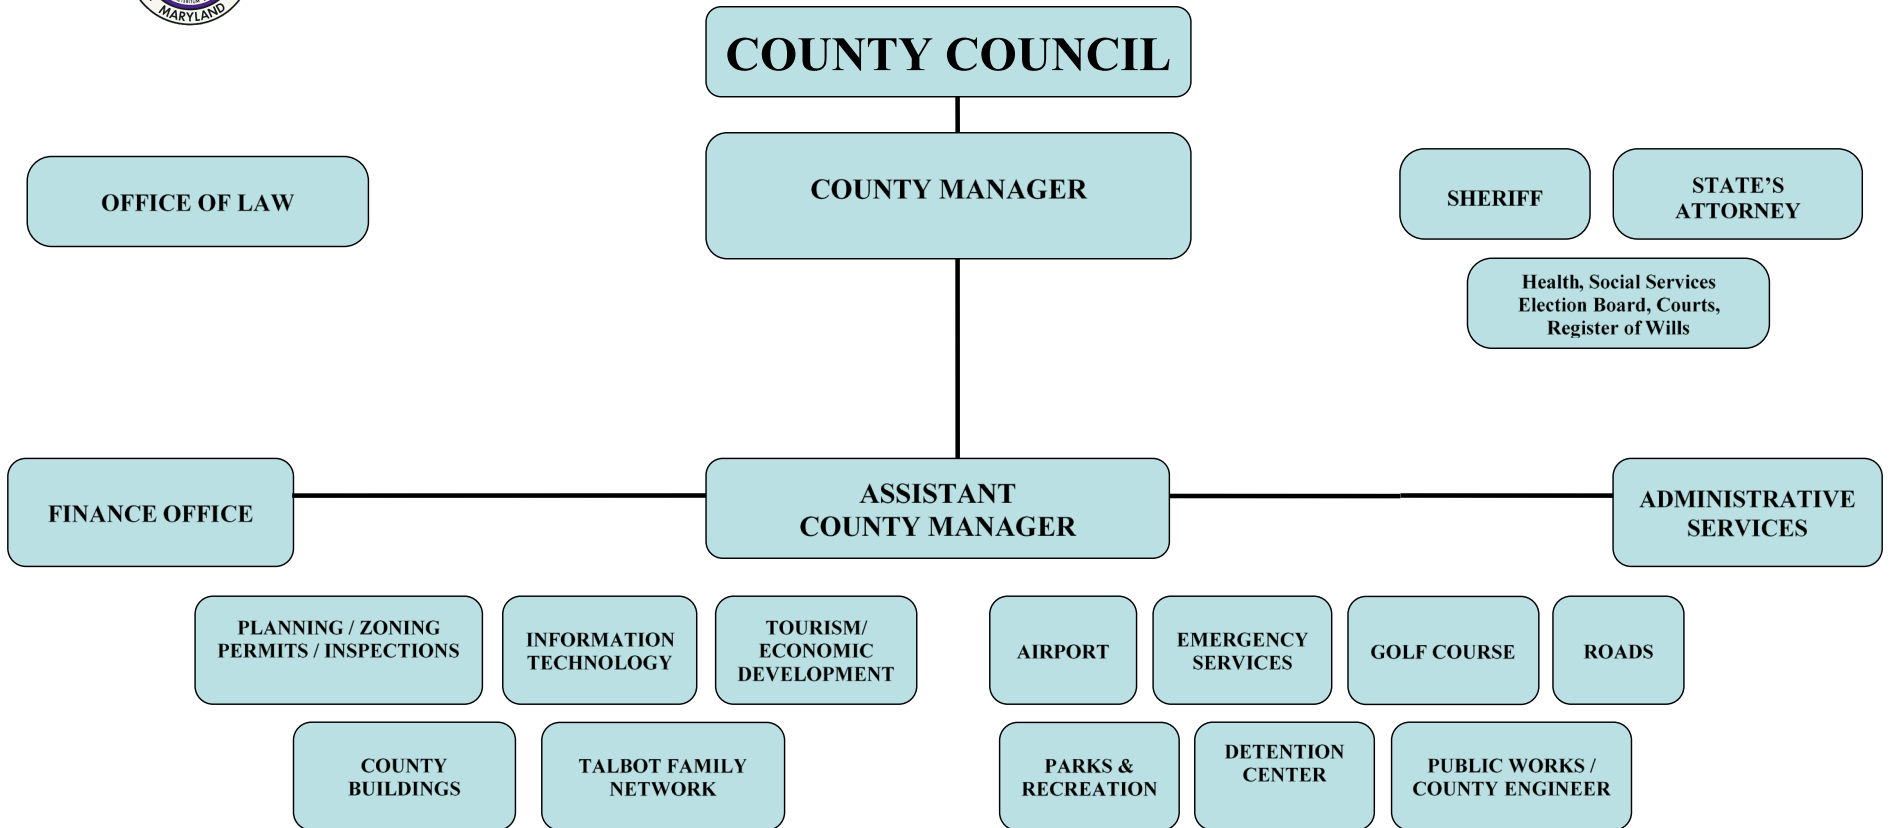 MARYLAND
COUNTY COUNCIL
COUNTY MANAGER
OFFICE OF LAW
SHERIFF
STATE'S
ATTORNEY
Health, Social Services
Election Board, Courts,
Register of Wills
FINANCE OFFICE
ASSISTANT
COUNTY MANAGER
ADMINISTRATIVE
SERVICES
PLANNING / ZONING
PERMITS / INSPECTIONS
INFORMATION
TECHNOLOGY
TOURISM/
ECONOMIC
DEVELOPMENT
AIRPORT
EMERGENCY
SERVICES
GOLF COURSE
ROADS
COUNTY
BUILDINGS
TALBOT FAMILY
NETWORK
PARKS &
RECREATION
DETENTION
CENTER
PUBLIC WORKS /
COUNTY ENGINEER